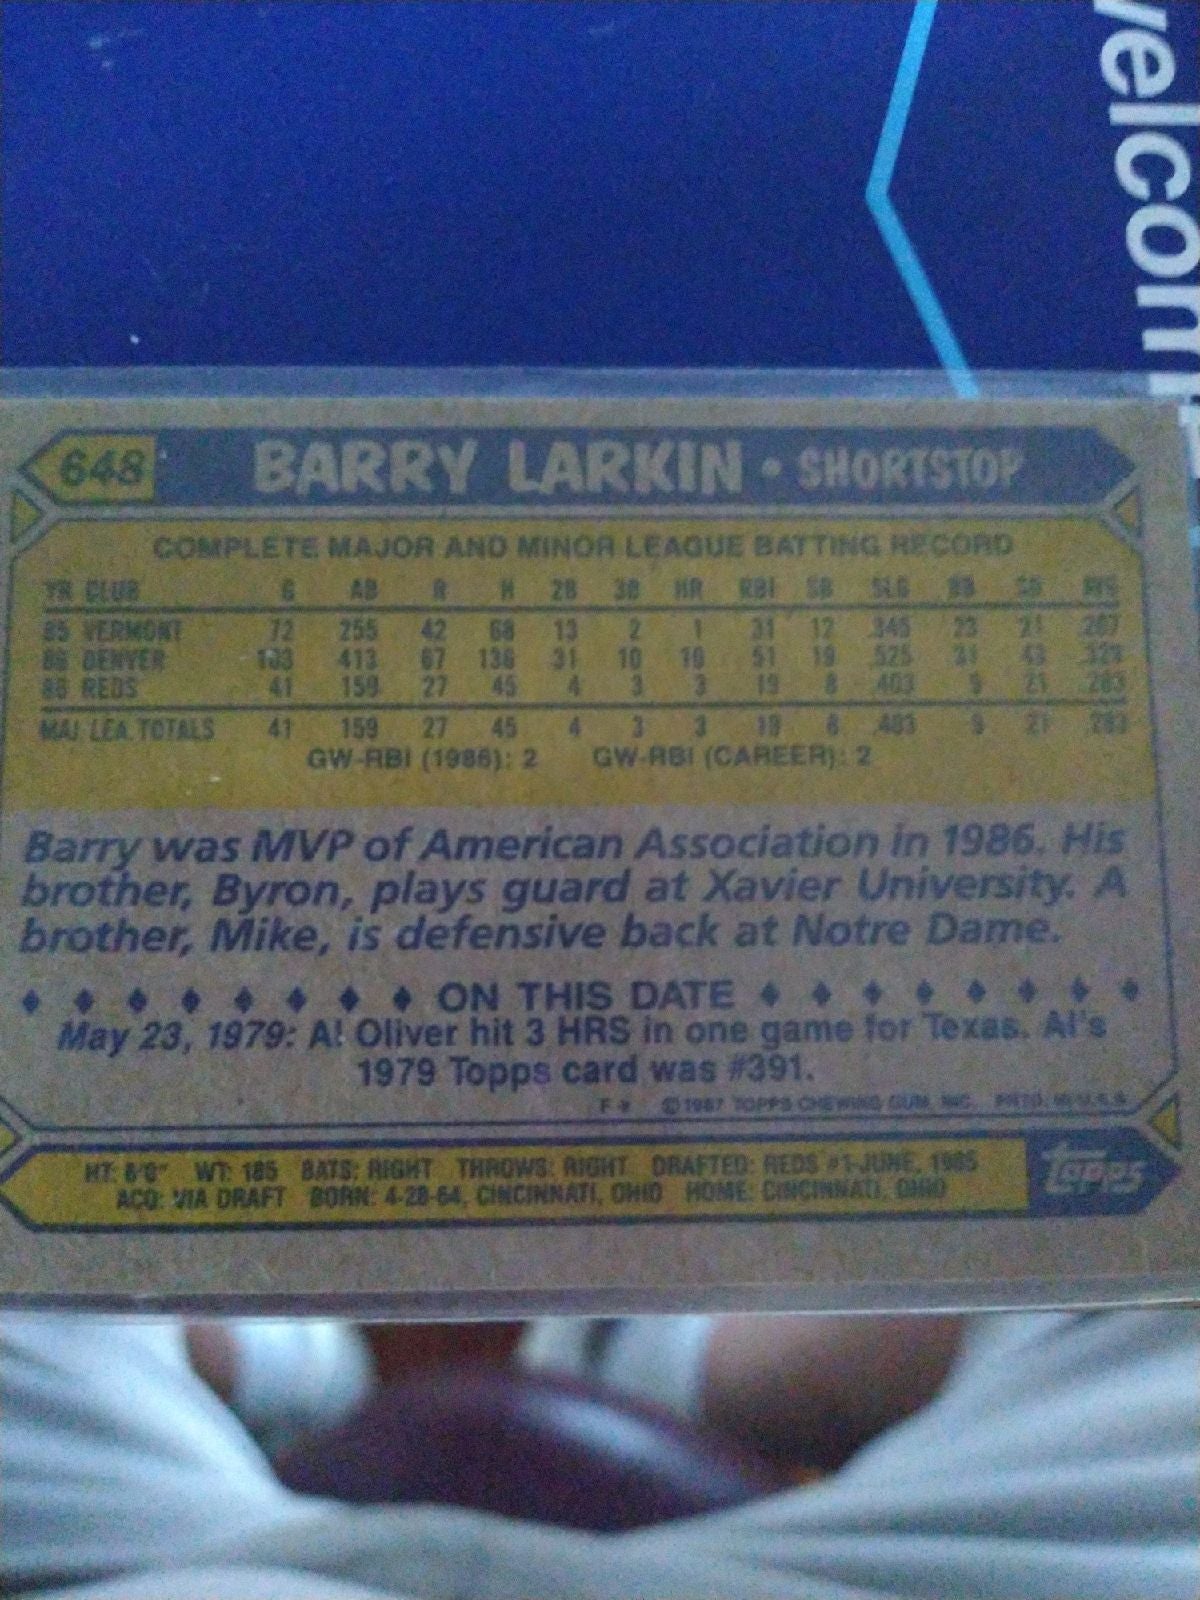 welcom
648 BARRY LARKIN • SHORTSTOP
COMPLETE MAJOR AND MINOR LEAGUE BATTING RECORD
YR CLUB G AB R H 2B 3B HR RBI SB SLG BB SO AVG
85 VERMONT 72 255 42 68 13 2 1 31 12 .345 23 21 .267
86 DENVER 103 413 67 136 31 10 10 51 19 .525 31 43 .329
86 REDS 41 159 27 45 4 3 3 19 8 .403 9 21 .283
MAJ. LEA. TOTALS 41 159 27 45 4 3 3 19 8 .403 9 21 .283
GW-RBI (1986): 2 GW-RBI (CAREER): 2
Barry was MVP of American Association in 1986. His
brother, Byron, plays guard at Xavier University. A
brother, Mike, is defensive back at Notre Dame.
ON THIS DATE
May 23, 1979: Al Oliver hit 3 HRS in one game for Texas. Al's
1979 Topps card was #391.
F* ©1987 TOPPS CHEWING GUM, INC. PRTD. IN U.S.A.
HT: 6'0" WT: 185 BATS: RIGHT THROWS: RIGHT DRAFTED: REDS #1-JUNE, 1985
ACQ: VIA DRAFT BORN: 4-28-64, CINCINNATI, OHIO HOME: CINCINNATI, OHIO
topps